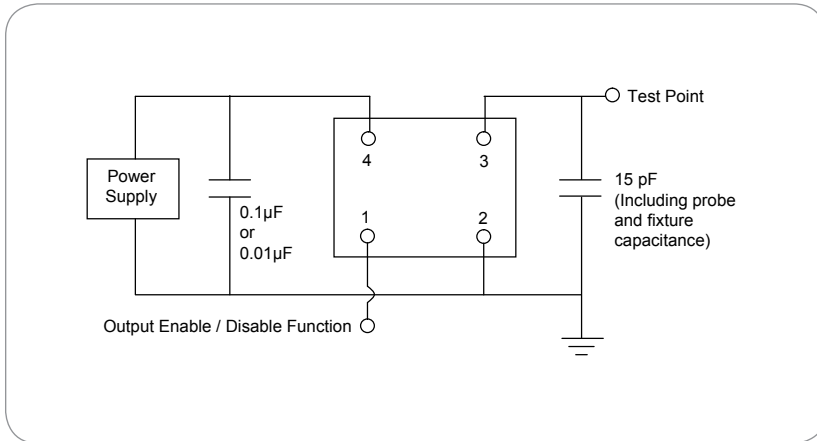 Test Point
4
3
Power
Supply
15 pF
(Including probe
and fixture
capacitance)
0.1µF
or
0.01µF
1
2
Output Enable / Disable Function